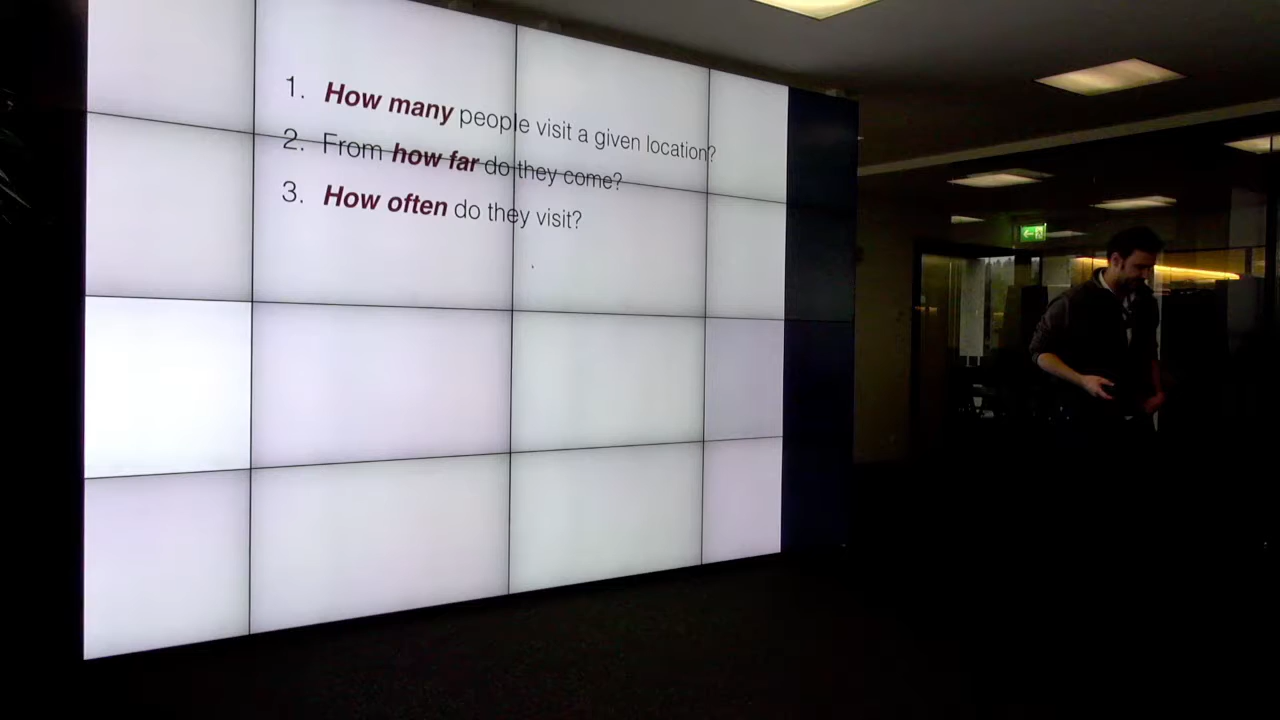 1. How many people visit a given location?
2. From how far do they come?
3. How often do they visit?